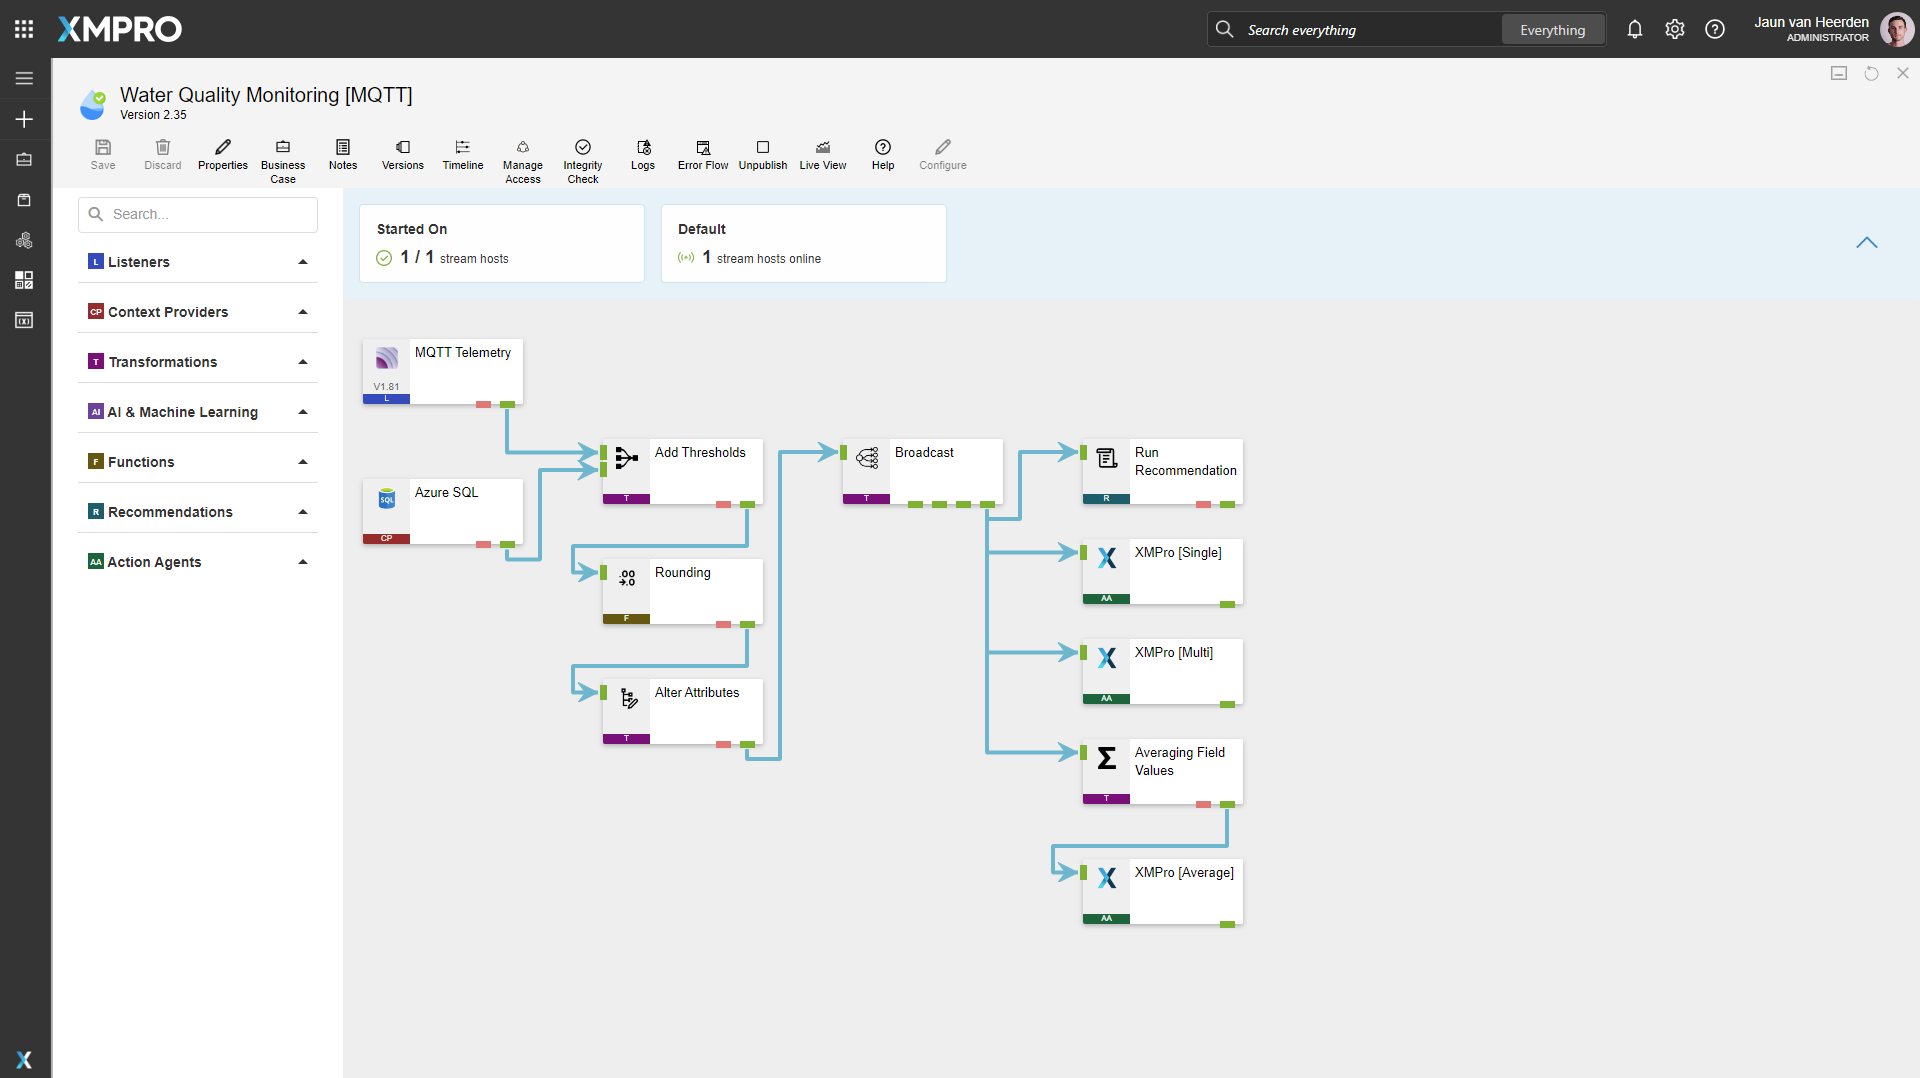 XMPRO
Search everything
Everything
Jaun van Heerden
ADMINISTRATOR
Water Quality Monitoring [MQTT]
Version 2.35
Save
Discard
Properties
Business
Case
Notes
Versions
Timeline
Manage
Access
Integrity
Check
Logs
Error Flow
Unpublish
Live View
Help
Configure
Search...
L Listeners
CP Context Providers
T Transformations
AI AI & Machine Learning
F Functions
R Recommendations
AA Action Agents
Started On
1 / 1 stream hosts
Default
1 stream hosts online
MQTT Telemetry
V1.81
L
Azure SQL
SQL
CP
Add Thresholds
T
Rounding
.00
.0
F
Alter Attributes
T
Broadcast
T
Run
Recommendation
R
XMPro [Single]
AA
XMPro [Multi]
AA
Averaging Field
Values
Σ
T
XMPro [Average]
AA